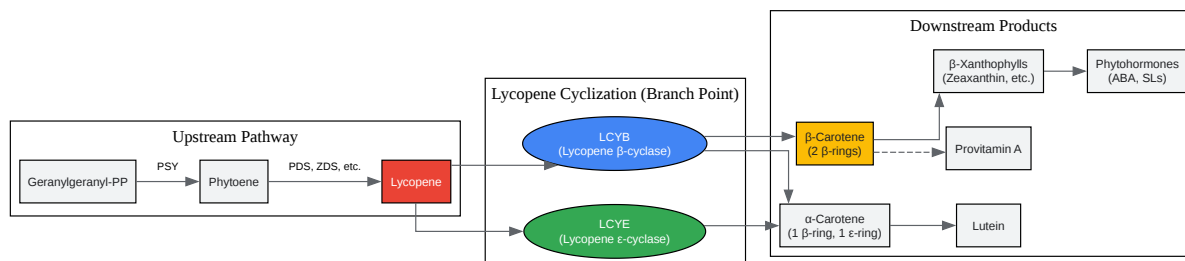 Upstream Pathway
Geranylgeranyl-PP
PSY
Phytoene
PDS, ZDS, etc.
Lycopene
Lycopene Cyclization (Branch Point)
LCYB
(Lycopene β-cyclase)
LCYE
(Lycopene ε-cyclase)
Downstream Products
β-Xanthophylls
(Zeaxanthin, etc.)
Phytohormones
(ABA, SLs)
β-Carotene
(2 β-rings)
Provitamin A
α-Carotene
(1 β-ring, 1 ε-ring)
Lutein